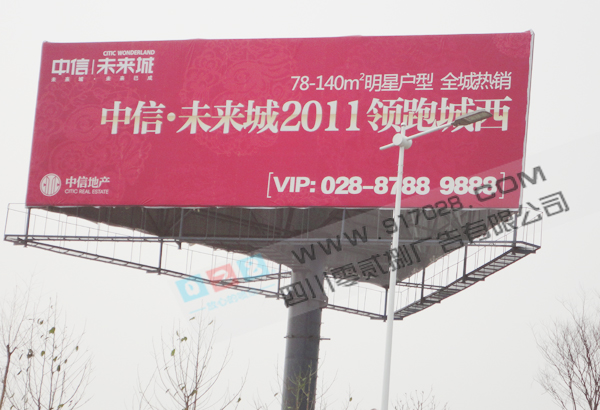 CITIC WONDERLAND
中信|未来城
78-140m²明星户型 全城热销
中信·未来城2011领跑城西
中信地产
CITIC REAL ESTATE
[VIP: 028-8788 9888]
WWW.917028.COM
四川零贰捌广告有限公司